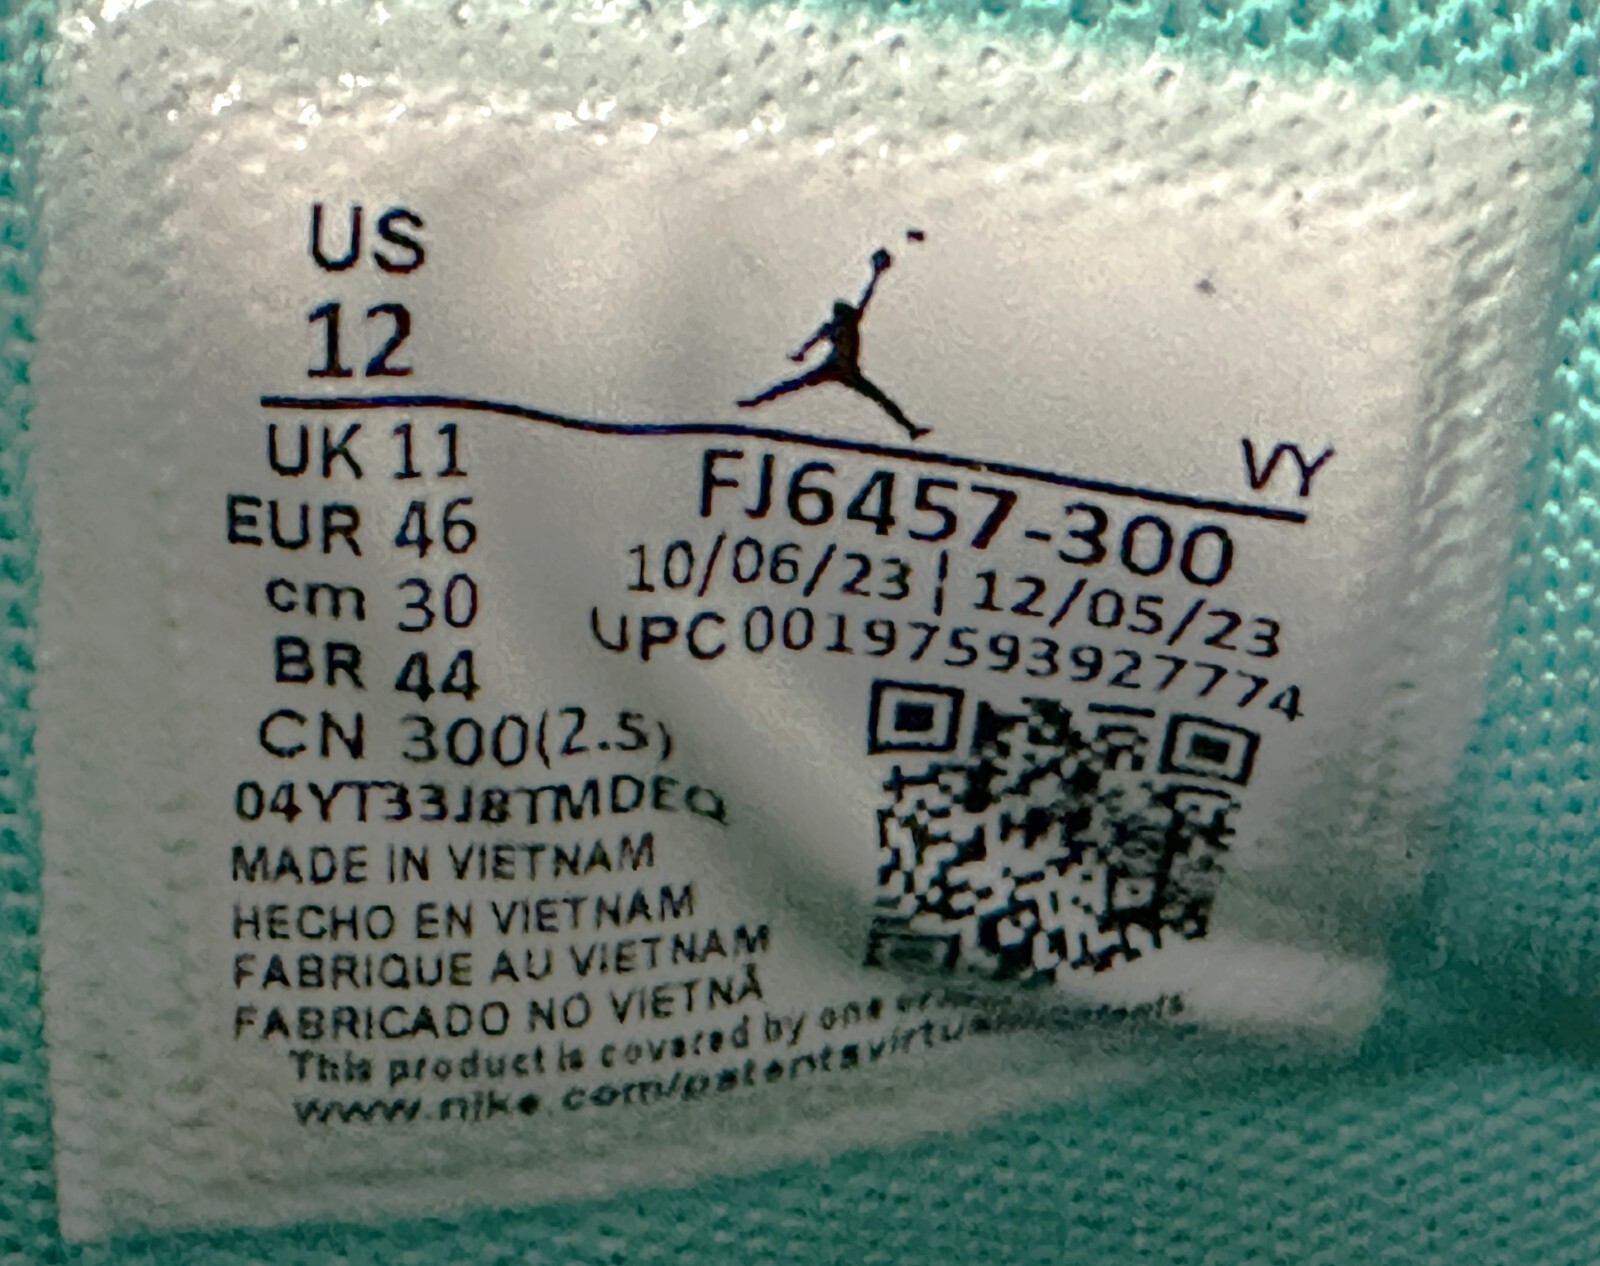 US
12
UK 11
EUR 46
cm 30
BR 44
CN 300(2.5)
VY
FJ6457-300
10/06/23 | 12/05/23
UPC 00197593927774
04YT33J8TMDEQ
MADE IN VIETNAM
HECHO EN VIETNAM
FABRIQUE AU VIETNAM
FABRICADO NO VIETNÃ
This product is covered by one or
www.nike.com/patents